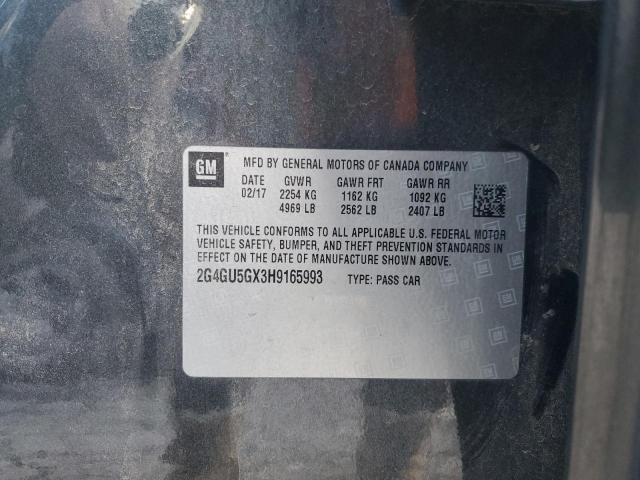 GM
MFD BY GENERAL MOTORS OF CANADA COMPANY
DATE GVWR GAWR FRT GAWR RR
02/17 2254 KG 1162 KG 1092 KG
4969 LB 2562 LB 2407 LB
THIS VEHICLE CONFORMS TO ALL APPLICABLE U.S. FEDERAL MOTOR
VEHICLE SAFETY, BUMPER, AND THEFT PREVENTION STANDARDS IN
EFFECT ON THE DATE OF MANUFACTURE SHOWN ABOVE.
2G4GU5GX3H9165993 TYPE: PASS CAR